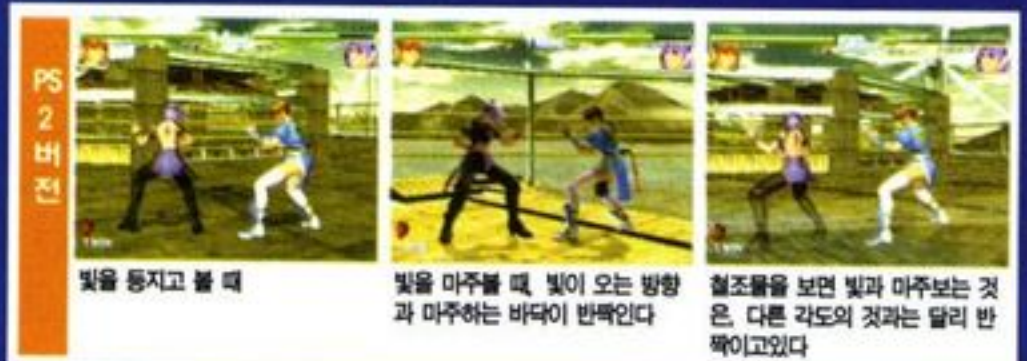 PS
2
버
전
빛을 등지고 볼 때
빛을 마주볼 때, 빛이 오는 방향
과 마주하는 바닥이 반짝인다
철조물을 보면 빛과 마주보는 것
은, 다른 각도의 것과는 달리 반
짝이고있다